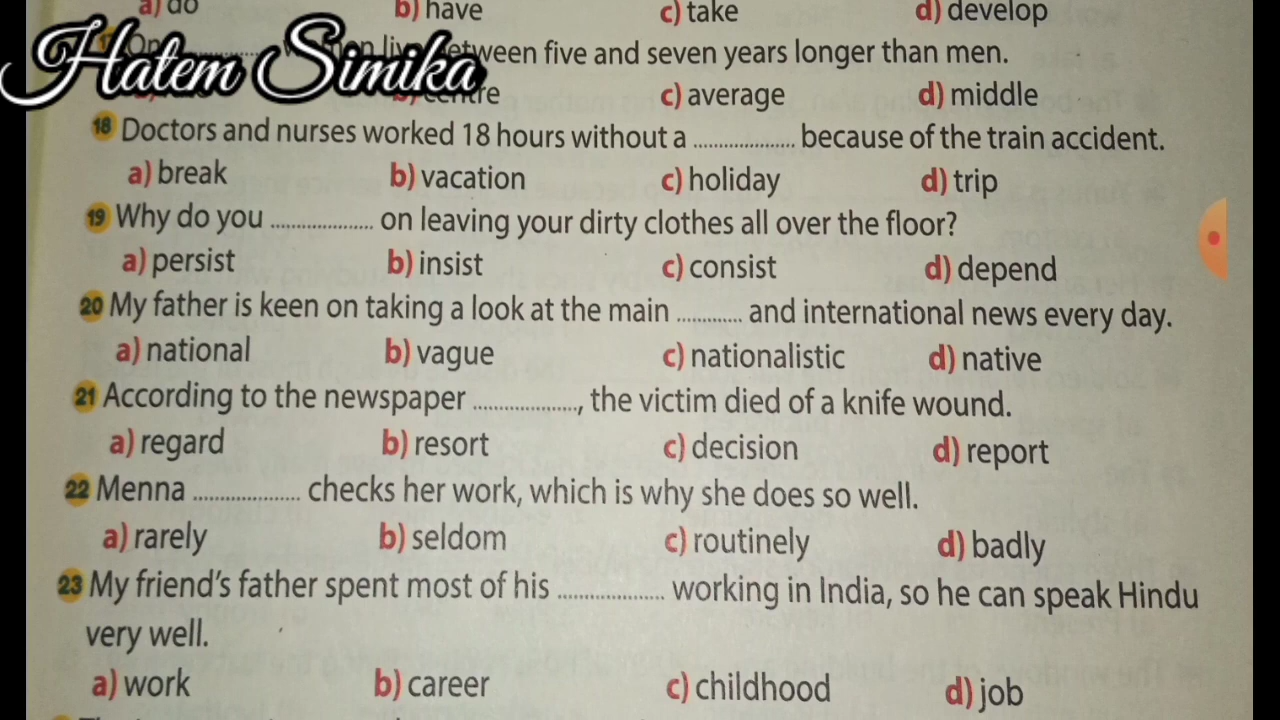 a) do b) have c) take d) develop
Hatem Simika
between five and seven years longer than men.
c) average d) middle
18 Doctors and nurses worked 18 hours without a .................... because of the train accident.
a) break b) vacation c) holiday d) trip
19 Why do you .................... on leaving your dirty clothes all over the floor?
a) persist b) insist c) consist d) depend
20 My father is keen on taking a look at the main ............. and international news every day.
a) national b) vague c) nationalistic d) native
21 According to the newspaper ...................., the victim died of a knife wound.
a) regard b) resort c) decision d) report
22 Menna .................... checks her work, which is why she does so well.
a) rarely b) seldom c) routinely d) badly
23 My friend's father spent most of his .................... working in India, so he can speak Hindu
very well.
a) work b) career c) childhood d) job